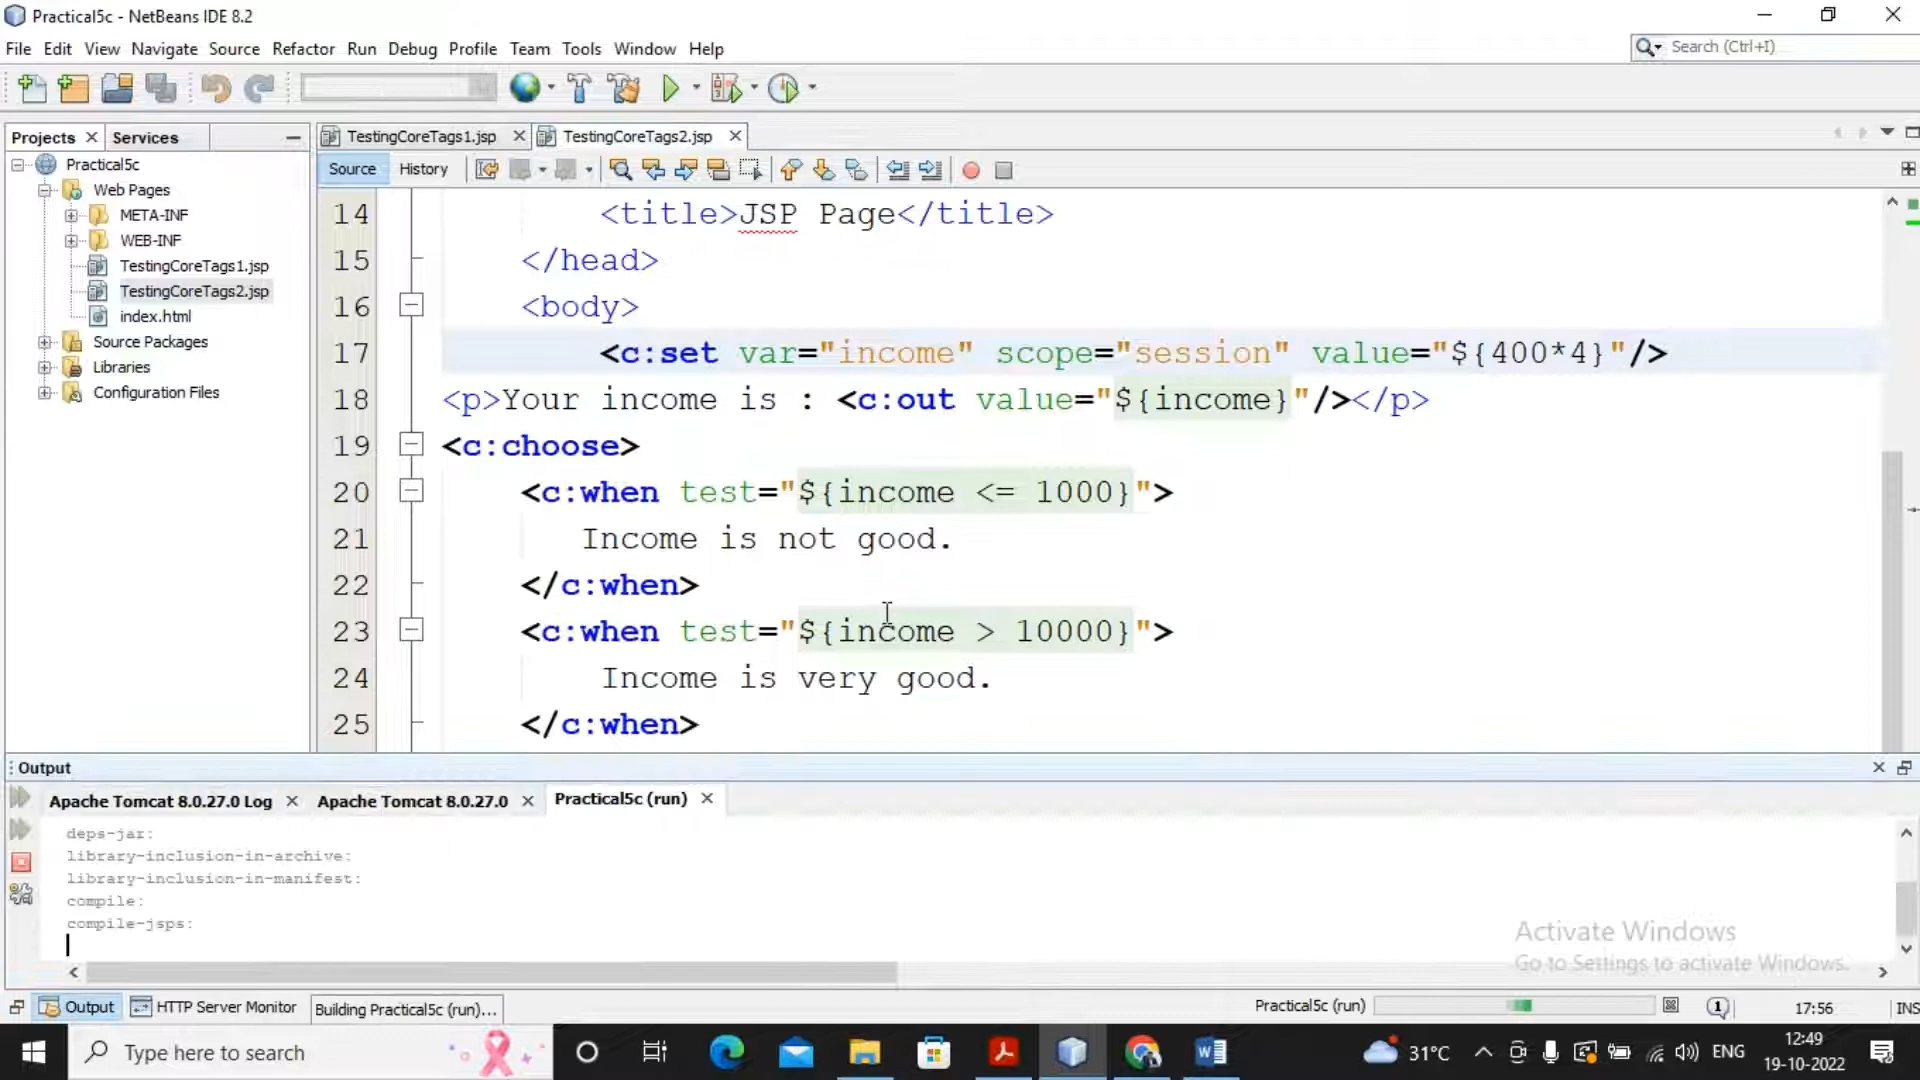 Practical5c - NetBeans IDE 8.2
File Edit View Navigate Source Refactor Run Debug Profile Team Tools Window Help
Search (Ctrl+I)
Projects Services
TestingCoreTags1.jsp TestingCoreTags2.jsp
Source History
Practical5c
Web Pages
META-INF
WEB-INF
TestingCoreTags1.jsp
TestingCoreTags2.jsp
index.html
Source Packages
Libraries
Configuration Files
14 <title>JSP Page</title>
15 </head>
16 <body>
17 <c:set var="income" scope="session" value="${400*4}"/>
18 <p>Your income is : <c:out value="${income}"/></p>
19 <c:choose>
20 <c:when test="${income <= 1000}">
21 Income is not good.
22 </c:when>
23 <c:when test="${income > 10000}">
24 Income is very good.
25 </c:when>
Output
Apache Tomcat 8.0.27.0 Log Apache Tomcat 8.0.27.0 Practical5c (run)
deps-jar:
library-inclusion-in-archive:
library-inclusion-in-manifest:
compile:
compile-jsps:
Activate Windows
Go to Settings to activate Windows.
Output HTTP Server Monitor Building Practical5c (run)... Practical5c (run) 17:56 INS
Type here to search
31°C ENG
12:49
19-10-2022